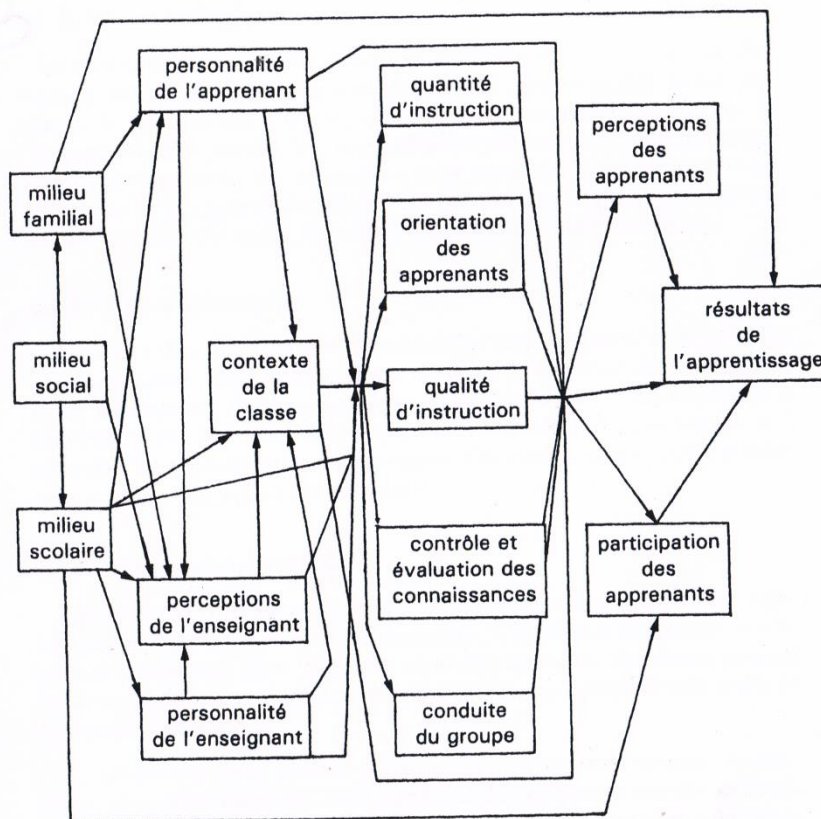 personnalité
de l'apprenant
quantité
d'instruction
perceptions
des
apprenants
milieu
familial
orientation
des
apprenants
résultats
de
l'apprentissage
milieu
social
contexte
de la
classe
qualité
d'instruction
milieu
scolaire
contrôle et
évaluation des
connaissances
participation
des
apprenants
perceptions
de l'enseignant
personnalité
de l'enseignant
conduite
du groupe